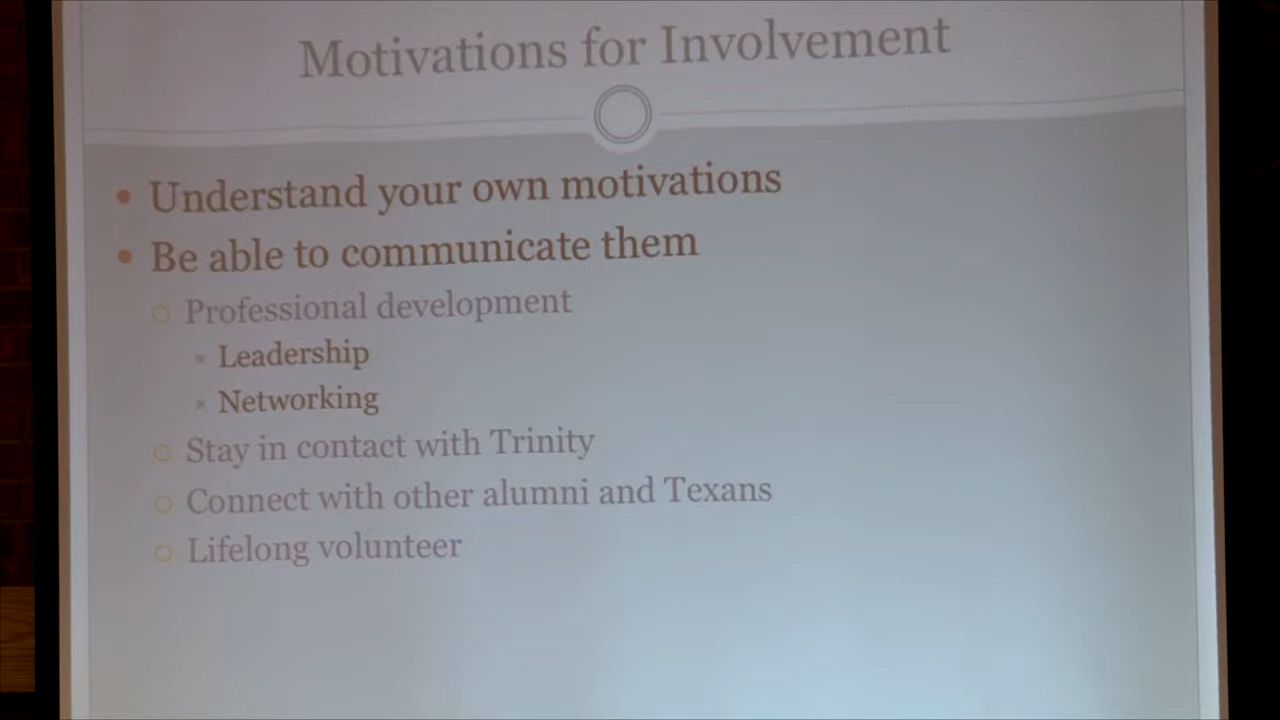 Motivations for Involvement
Understand your own motivations
Be able to communicate them
Professional development
Leadership
Networking
Stay in contact with Trinity
Connect with other alumni and Texans
Lifelong volunteer